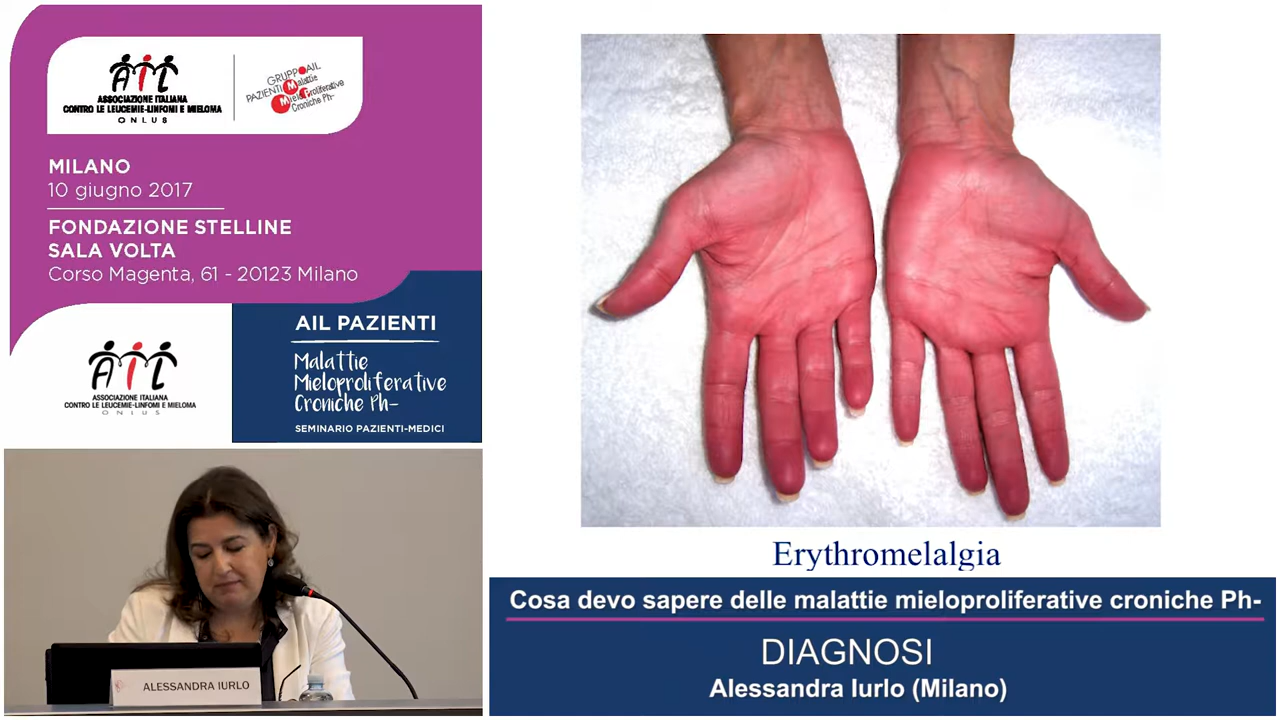 AIL
ASSOCIAZIONE ITALIANA
CONTRO LE LEUCEMIE-LINFOMI E MIELOMA
ONLUS
GRUPPO AIL
PAZIENTI Malattie
Mieloproliferative
Croniche Ph-
MILANO
10 giugno 2017
FONDAZIONE STELLINE
SALA VOLTA
Corso Magenta, 61 - 20123 Milano
AIL
ASSOCIAZIONE ITALIANA
CONTRO LE LEUCEMIE-LINFOMI E MIELOMA
ONLUS
AIL PAZIENTI
Malattie
Mieloproliferative
Croniche Ph-
SEMINARIO PAZIENTI-MEDICI
ALESSANDRA IURLO
Erythromelalgia
Cosa devo sapere delle malattie mieloproliferative croniche Ph-
DIAGNOSI
Alessandra Iurlo (Milano)